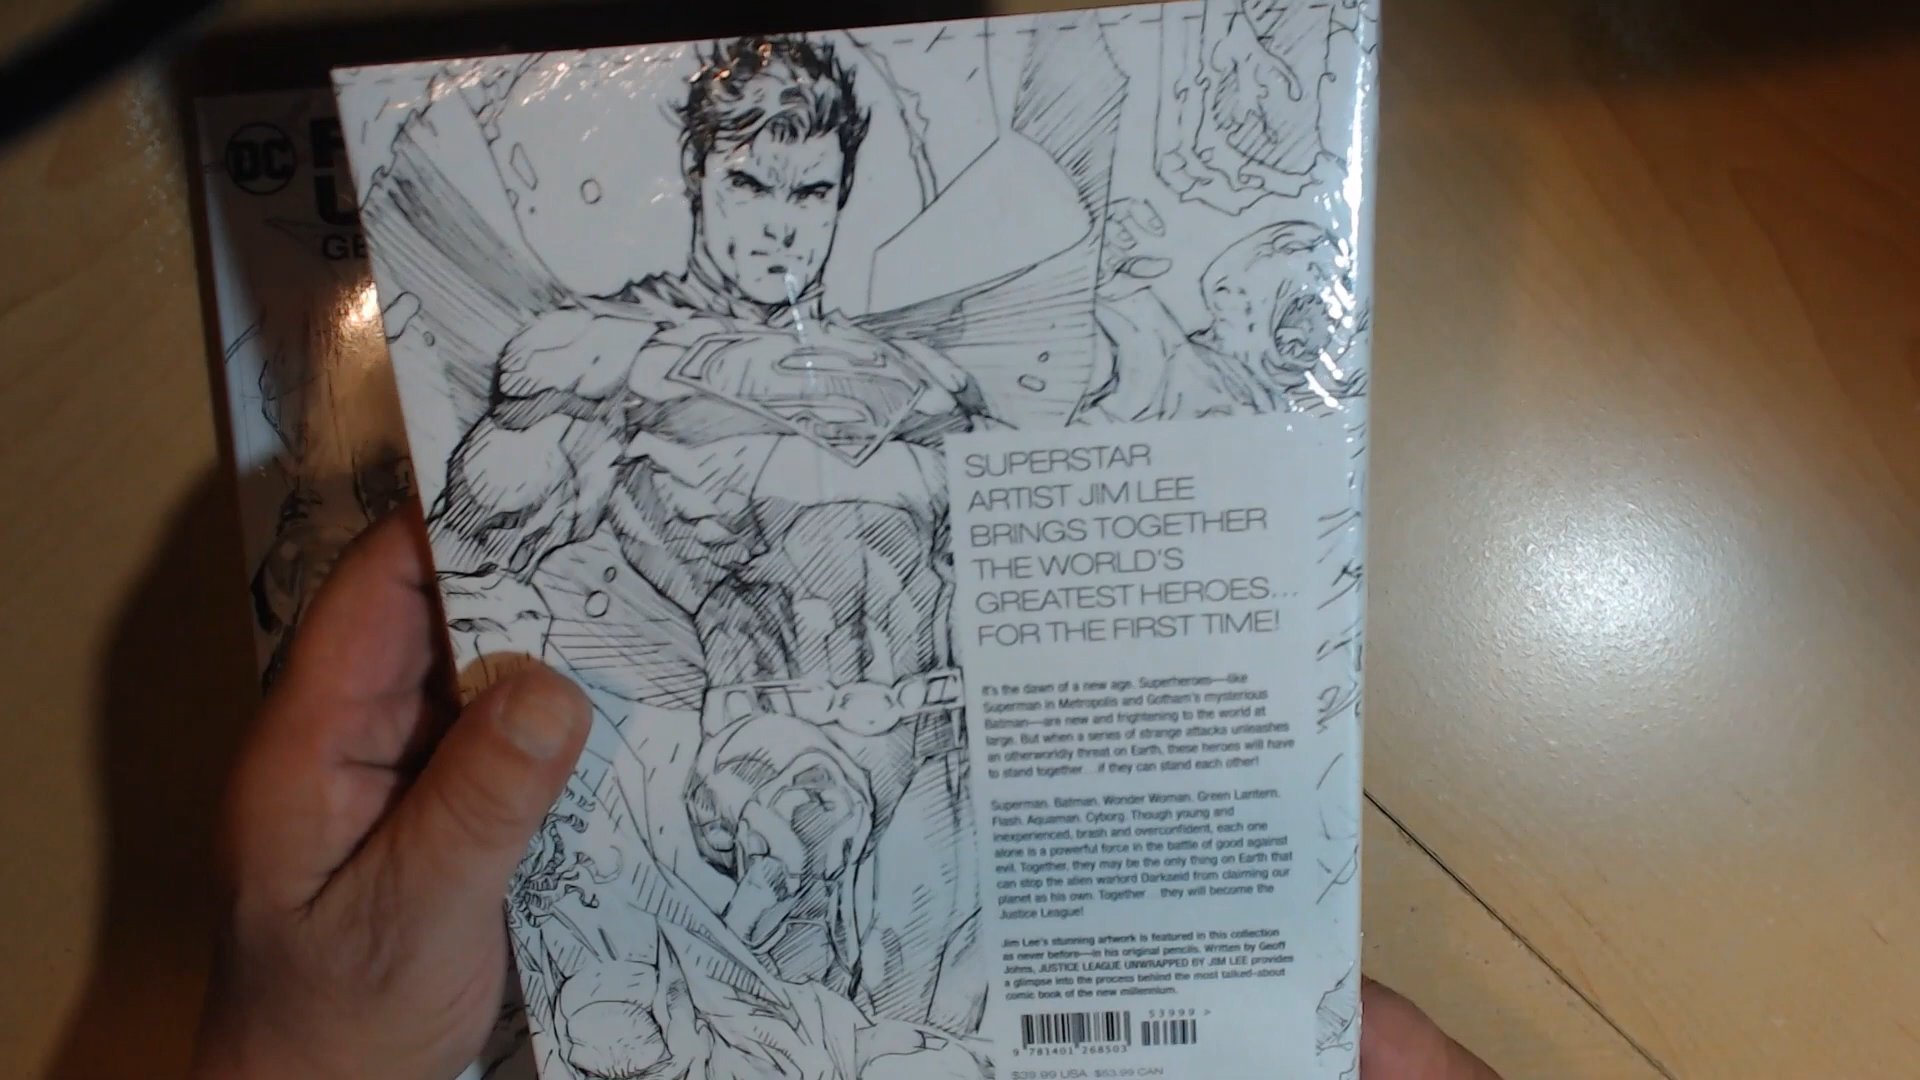 DC
GE
SUPERSTAR
ARTIST JIM LEE
BRINGS TOGETHER
THE WORLD'S
GREATEST HEROES...
FOR THE FIRST TIME!
It's the dawn of a new age. Superheroes—like
Superman in Metropolis and Gotham's mysterious
Batman—are new and frightening to the world at
large. But when a series of strange attacks unleashes
an otherworldly threat on Earth, these heroes will have
to stand together...if they can stand each other!
Superman. Batman. Wonder Woman. Green Lantern.
Flash. Aquaman. Cyborg. Though young and
inexperienced, brash and overconfident, each one
alone is a powerful force in the battle of good against
evil. Together, they may be the only thing on Earth that
can stop the alien warlord Darkseid from claiming our
planet as his own. Together...they will become the
Justice League!
Jim Lee's stunning artwork is featured in this collection
as never before—in his original pencils. Written by Geoff
Johns, JUSTICE LEAGUE UNWRAPPED BY JIM LEE provides
a glimpse into the process behind the most talked-about
comic book of the new millennium.
53999 >
9 781401 268503
$39.99 USA $53.99 CAN